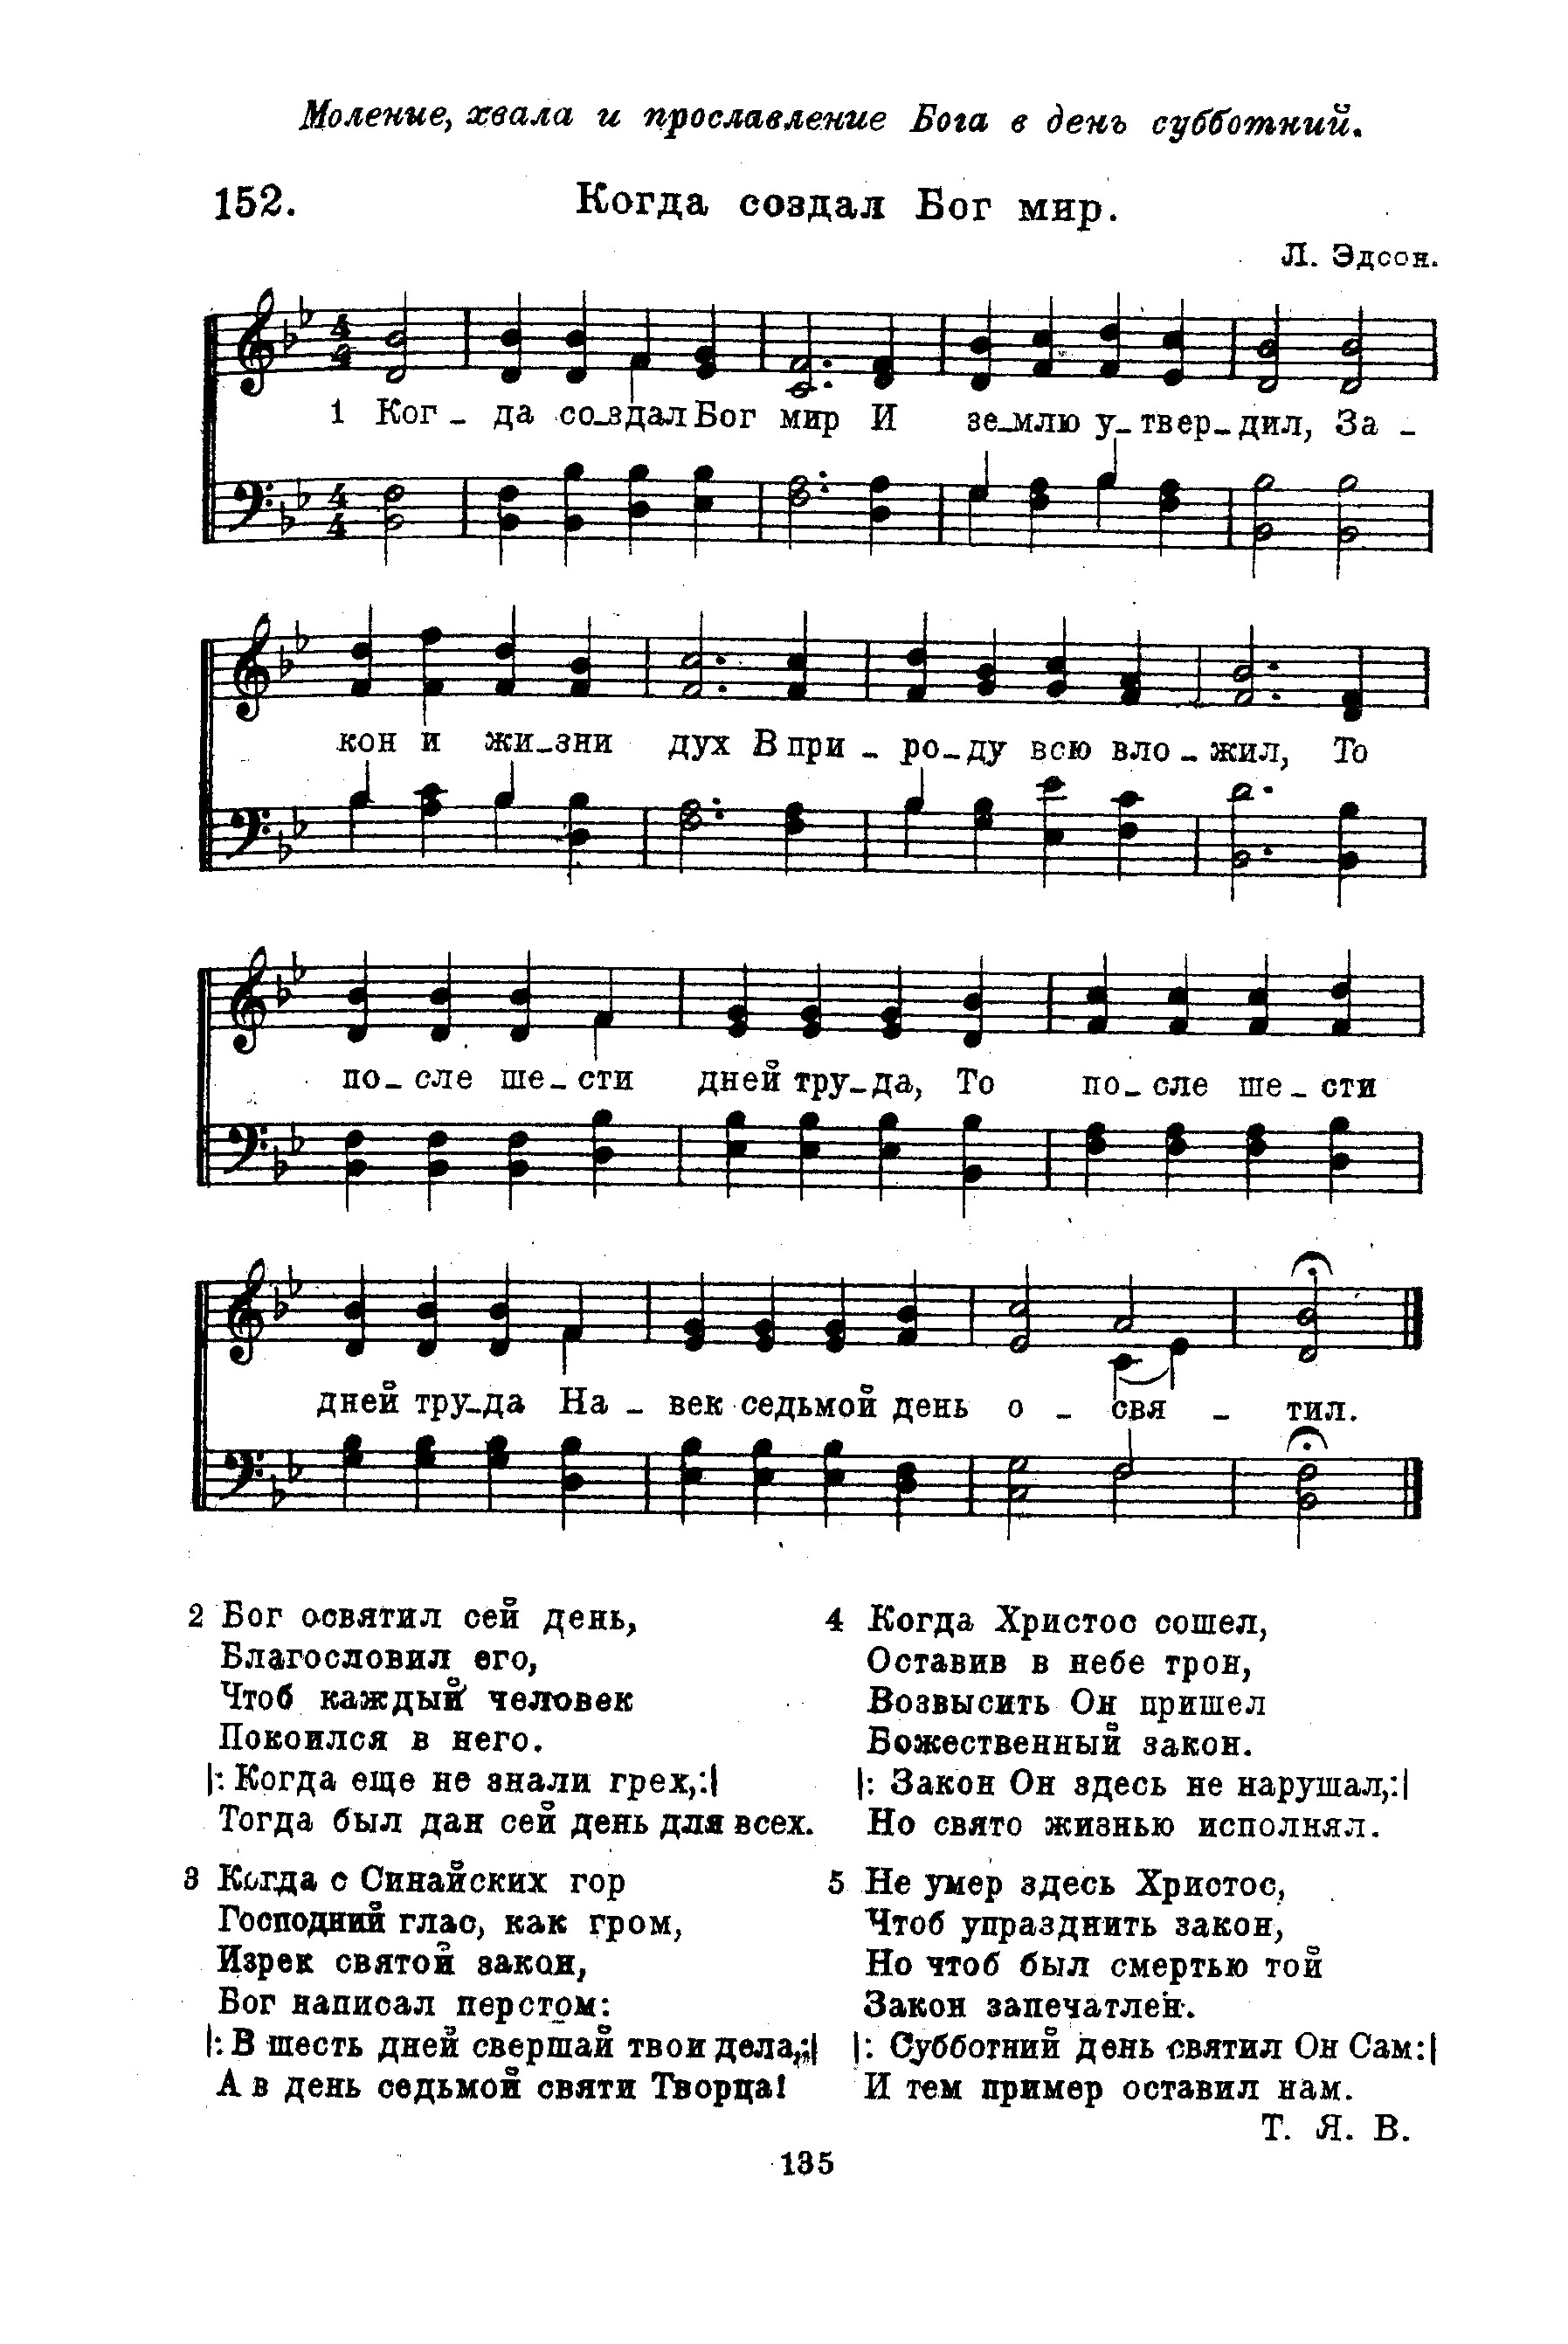 Моление, хвала и прославление Бога в день субботний.
152.
Когда создал Бог мир.
Л. Эдсон.
1 Ког - да со-здал Бог мир И зе-млю у-твер-дил, За -
кон и жи-зни дух В при - ро-ду всю вло - жил, То
по-сле ше-сти дней тру-да, То по-сле ше-сти
дней тру-да На - век седьмой день о - свя - тил.
2 Бог освятил сей день,
Благословил его,
Чтоб каждый человек
Покоился в него.
|: Когда еще не знали грех,:|
Тогда был дан сей день для всех.
3 Когда с Синайских гор
Господний глас, как гром,
Изрек святой закон,
Бог написал перстом:
|: В шесть дней свершай твои дела,:|
А в день седьмой святи Творца!
4 Когда Христос сошел,
Оставив в небе трон,
Возвысить Он пришел
Божественный закон.
|: Закон Он здесь не нарушал,:|
Но свято жизнью исполнял.
5 Не умер здесь Христос,
Чтоб упразднить закон,
Но чтоб был смертью той
Закон запечатлен.
|: Субботний день святил Он Сам:|
И тем пример оставил нам.
Т. Я. В.
135